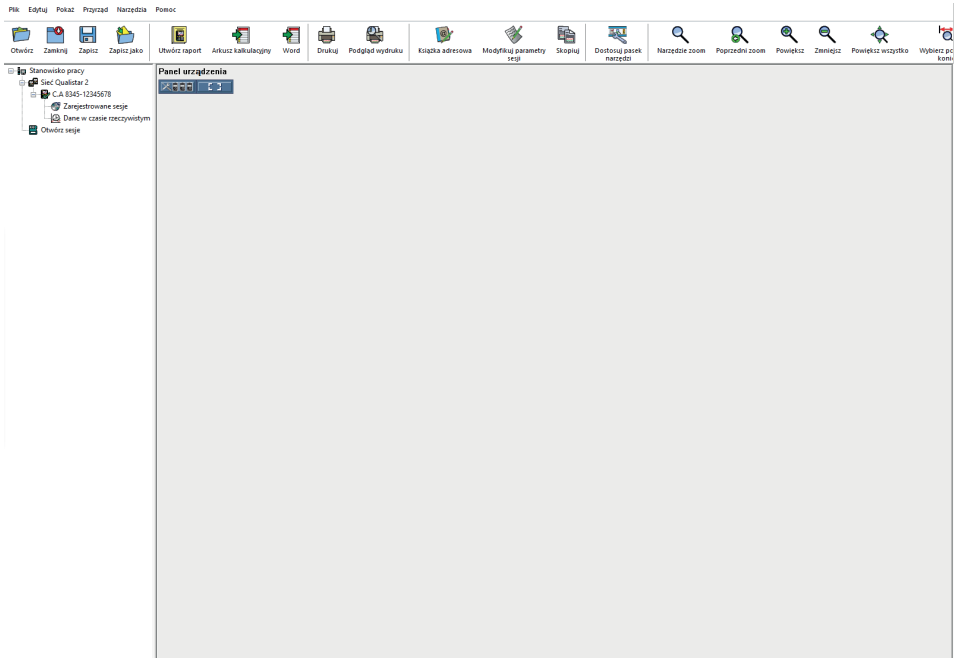 Plik Edytuj Pokaż Przyrząd Narzędzia Pomoc
Otwórz Zamknij Zapisz Zapisz jako Utwórz raport Arkusz kalkulacyjny Word Drukuj Podgląd wydruku Książka adresowa Modyfikuj parametry sesji Skopiuj Dostosuj pasek narzędzi Narzędzie zoom Poprzedni zoom Powiększ Zmniejsz Powiększ wszystko Wybierz
Stanowisko pracy
Sieć Qualistar 2
C.A 8345-12345678
Zarejestrowane sesje
Dane w czasie rzeczywistym
Otwórz sesje
Panel urządzenia